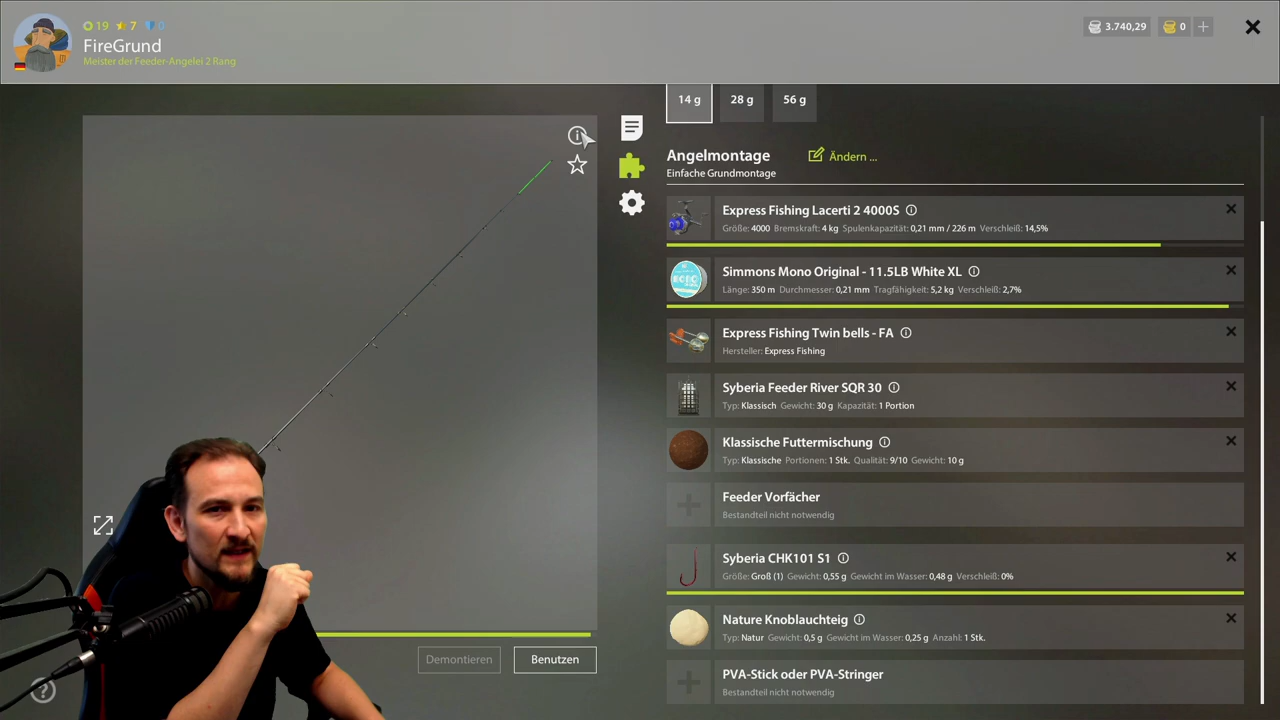 19 7 0
FireGrund
Meister der Feeder-Angelei 2 Rang
3.740,29 0 +
14 g 28 g 56 g
Angelmontage Ändern ...
Einfache Grundmontage
Express Fishing Lacerti 2 4000S
Größe: 4000 Bremskraft: 4 kg Spulenkapazität: 0,21 mm / 226 m Verschleiß: 14,5%
Simmons Mono Original - 11.5LB White XL
Länge: 350 m Durchmesser: 0,21 mm Tragfähigkeit: 5,2 kg Verschleiß: 2,7%
Express Fishing Twin bells - FA
Hersteller: Express Fishing
Syberia Feeder River SQR 30
Typ: Klassisch Gewicht: 30 g Kapazität: 1 Portion
Klassische Futtermischung
Typ: Klassische Portionen: 1 Stk. Qualität: 9/10 Gewicht: 10 g
Feeder Vorfächer
Bestandteil nicht notwendig
Syberia CHK101 S1
Größe: Groß (1) Gewicht: 0,55 g Gewicht im Wasser: 0,48 g Verschleiß: 0%
Nature Knoblauchteig
Typ: Natur Gewicht: 0,5 g Gewicht im Wasser: 0,25 g Anzahl: 1 Stk.
PVA-Stick oder PVA-Stringer
Bestandteil nicht notwendig
Demontieren Benutzen
?